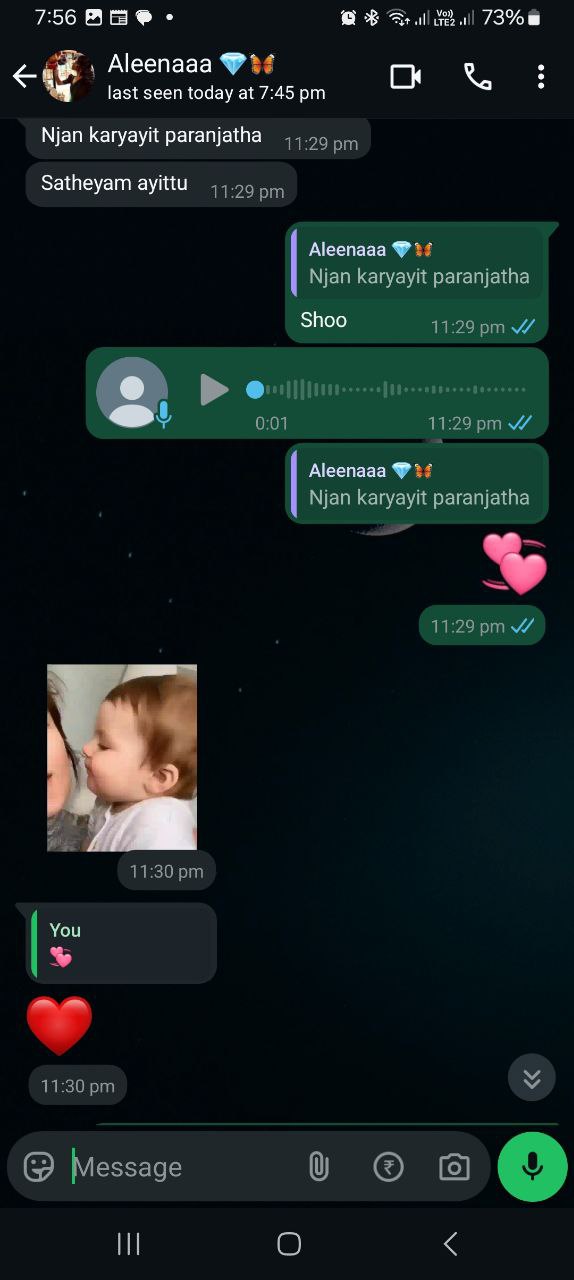 7:56
Vo)) LTE2 73%
Aleenaaa 💎🦋
last seen today at 7:45 pm
Njan karyayit paranjatha 11:29 pm
Satheyam ayittu 11:29 pm
Aleenaaa 💎🦋
Njan karyayit paranjatha
Shoo 11:29 pm
0:01 11:29 pm
Aleenaaa 💎🦋
Njan karyayit paranjatha
💞
11:29 pm
11:30 pm
You
💞
❤️
11:30 pm
Message